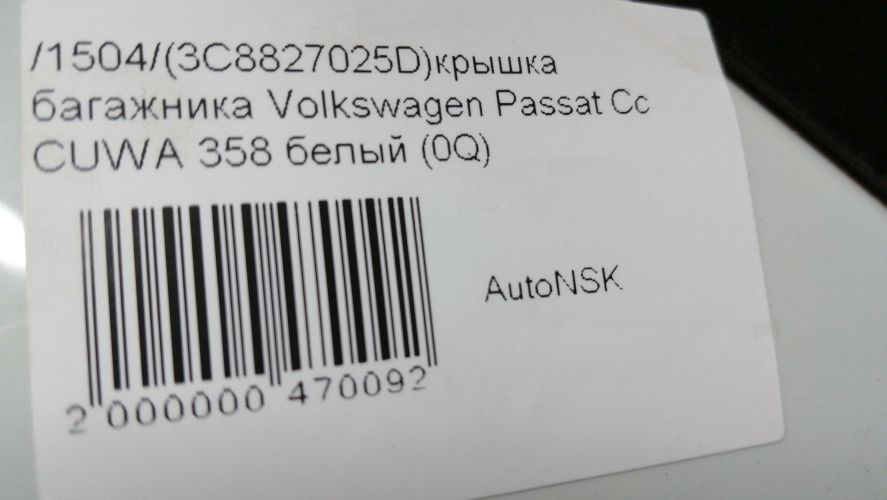 /1504/(3C8827025D)крышка
багажника Volkswagen Passat Cc
CUWA 358 белый (0Q)
AutoNSK
2 000000 470092